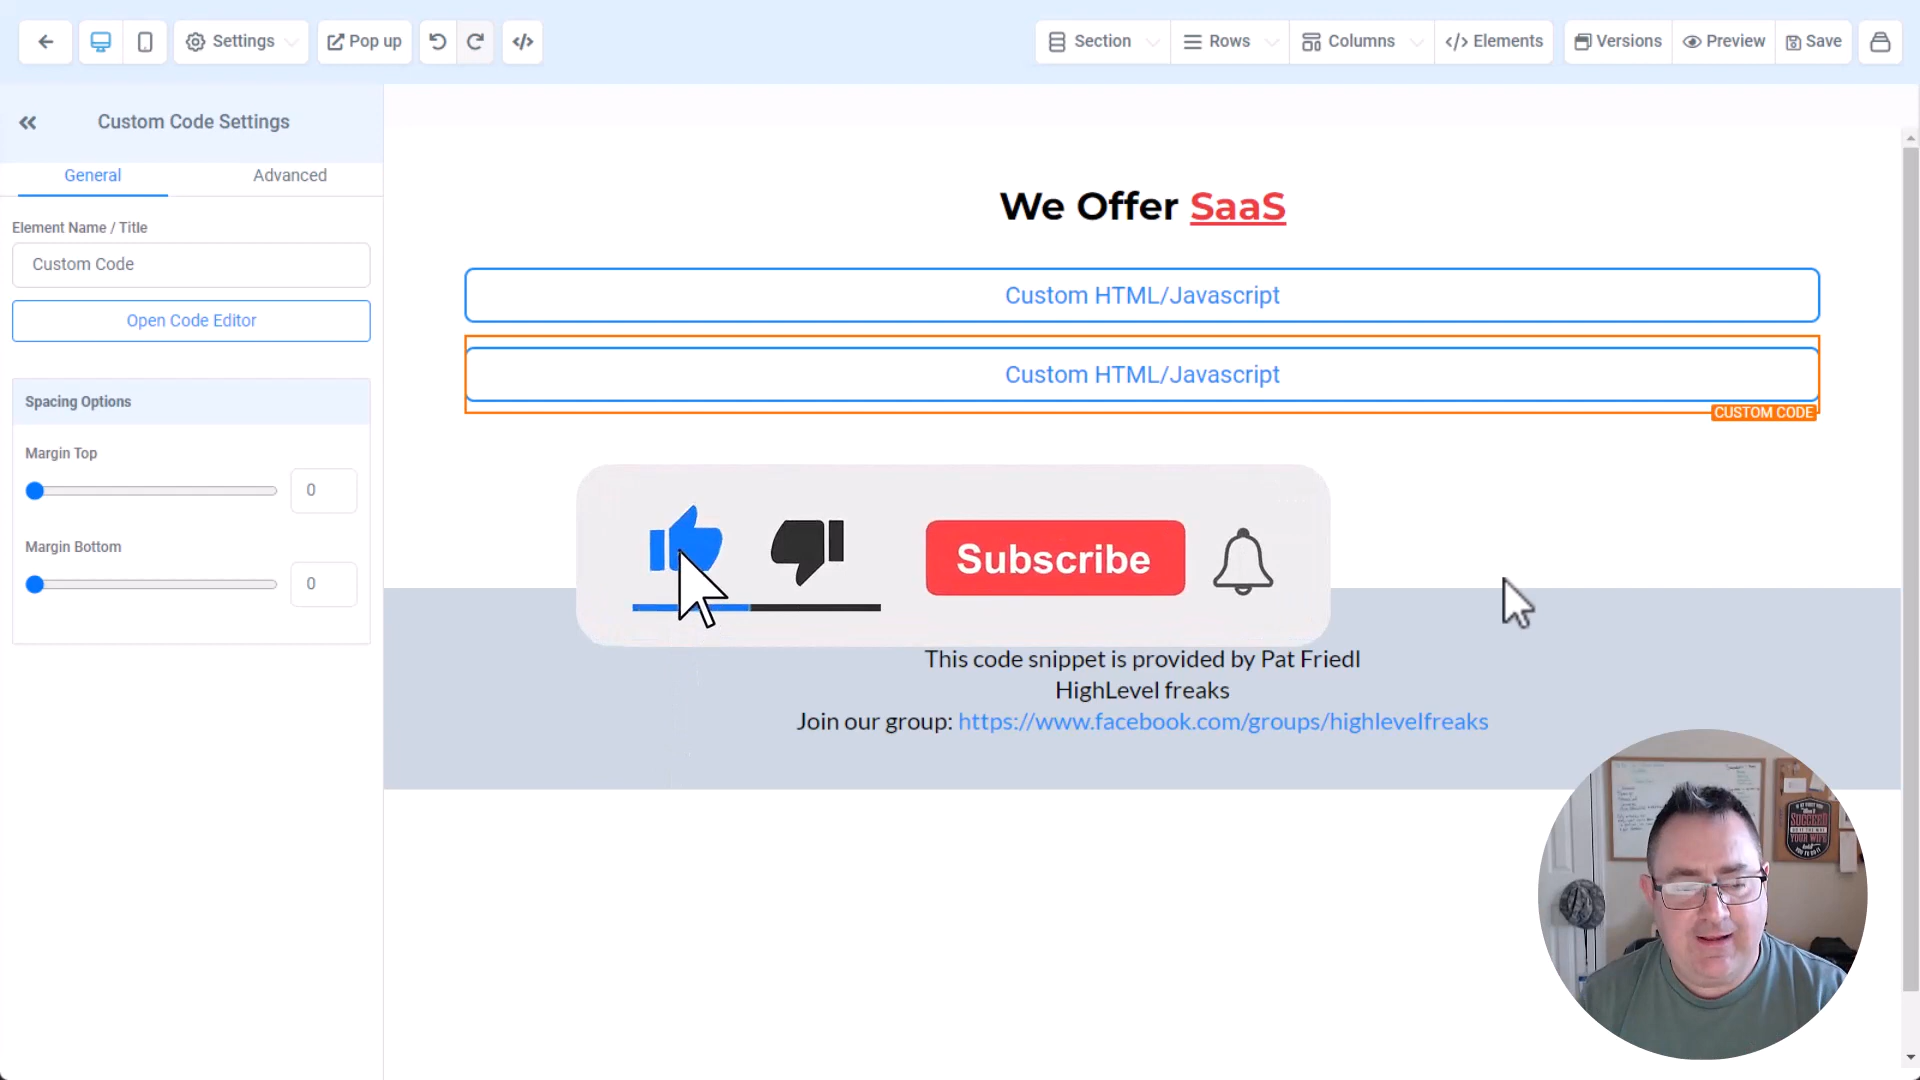 Settings
Pop up
Section
Rows
Columns
Elements
Versions
Preview
Save
Custom Code Settings
General
Advanced
Element Name / Title
Custom Code
Open Code Editor
Spacing Options
Margin Top
0
Margin Bottom
0
We Offer SaaS
Custom HTML/Javascript
Custom HTML/Javascript
CUSTOM CODE
Subscribe
This code snippet is provided by Pat Friedl
HighLevel freaks
Join our group: https://www.facebook.com/groups/highlevelfreaks
SUCCEED
YOUR WIFE